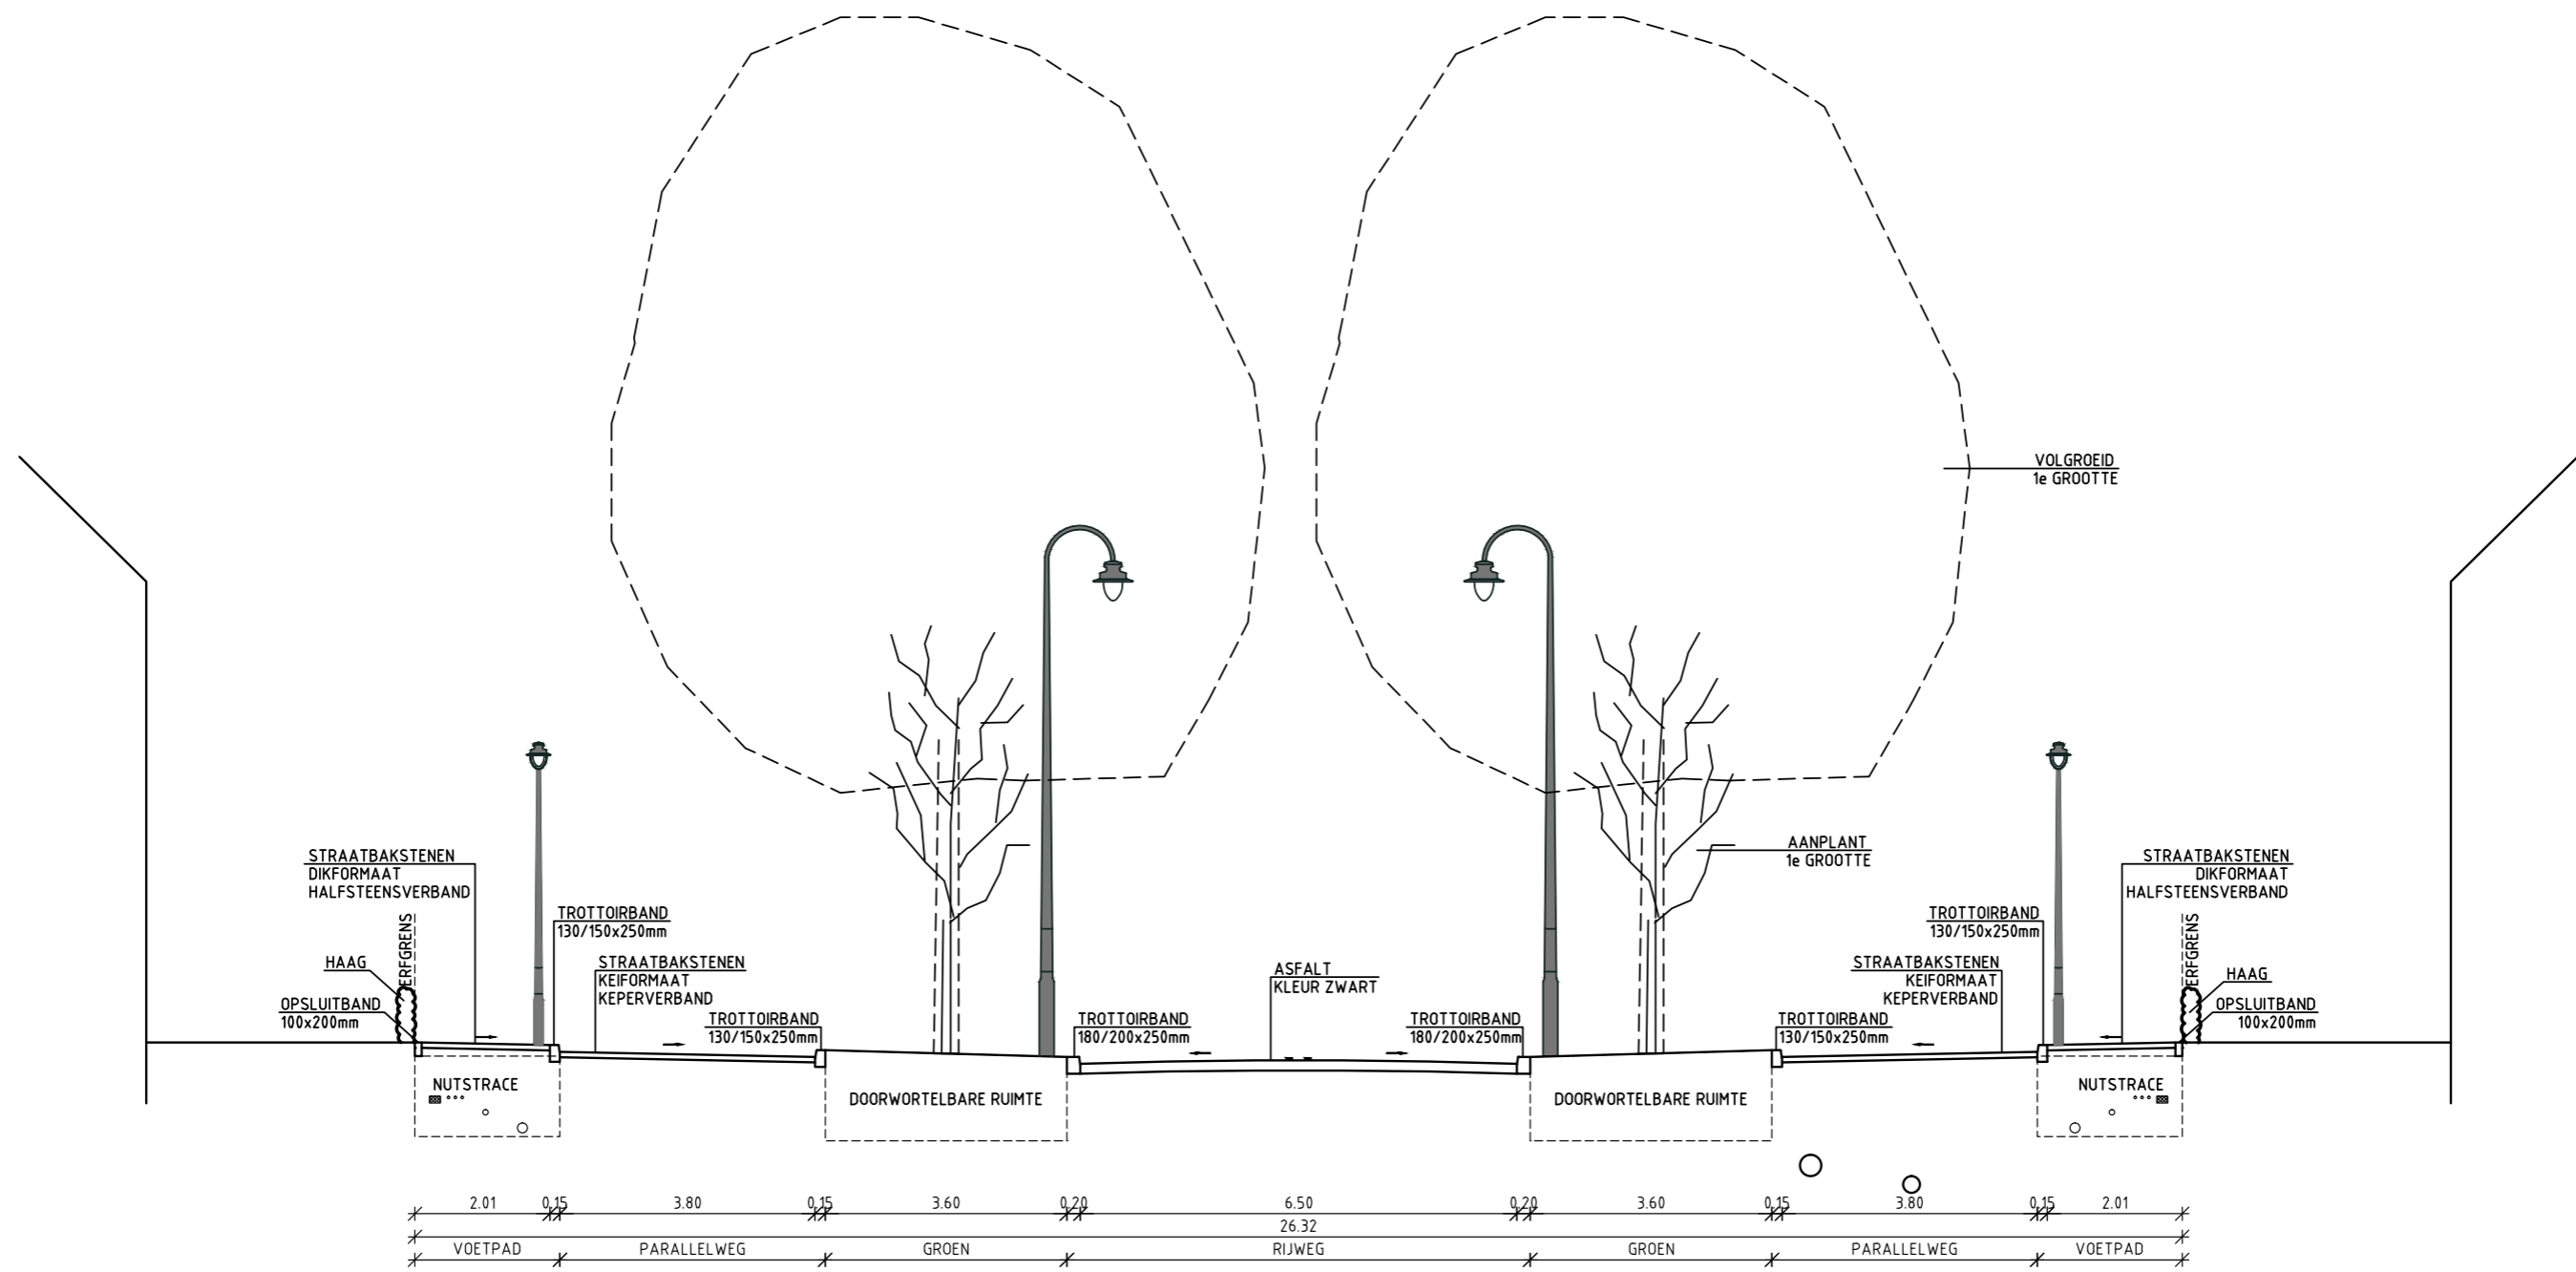 VOLGROEID
1e GROOTTE
AANPLANT
1e GROOTTE
STRAATBAKSTENEN
DIKFORMAAT
HALFSTEENSVERBAND
STRAATBAKSTENEN
DIKFORMAAT
HALFSTEENSVERBAND
TROTTOIRBAND
130/150x250mm
TROTTOIRBAND
130/150x250mm
ERFGRENS
ERFGRENS
HAAG
STRAATBAKSTENEN
KEIFORMAAT
KEPERVERBAND
ASFALT
KLEUR ZWART
STRAATBAKSTENEN
KEIFORMAAT
KEPERVERBAND
HAAG
OPSLUITBAND
100x200mm
OPSLUITBAND
100x200mm
TROTTOIRBAND
130/150x250mm
TROTTOIRBAND
180/200x250mm
TROTTOIRBAND
180/200x250mm
TROTTOIRBAND
130/150x250mm
NUTSTRACE
DOORWORTELBARE RUIMTE
DOORWORTELBARE RUIMTE
NUTSTRACE
2.01 0.15 3.80 0.15 3.60 0.20 6.50 0.20 3.60 0.15 3.80 0.15 2.01
26.32
VOETPAD PARALLELWEG GROEN RIJWEG GROEN PARALLELWEG VOETPAD